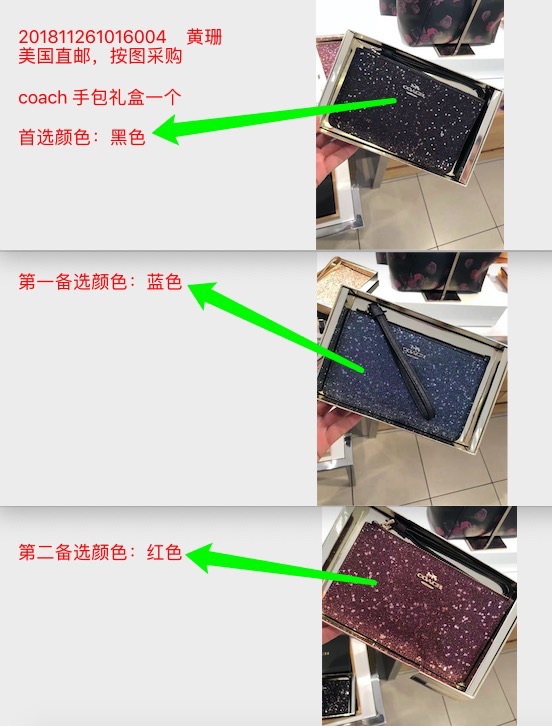 201811261016004 黄珊
美国直邮，按图采购
coach 手包礼盒一个
首选颜色：黑色
COACH
第一备选颜色：蓝色
COACH
第二备选颜色：红色
COACH